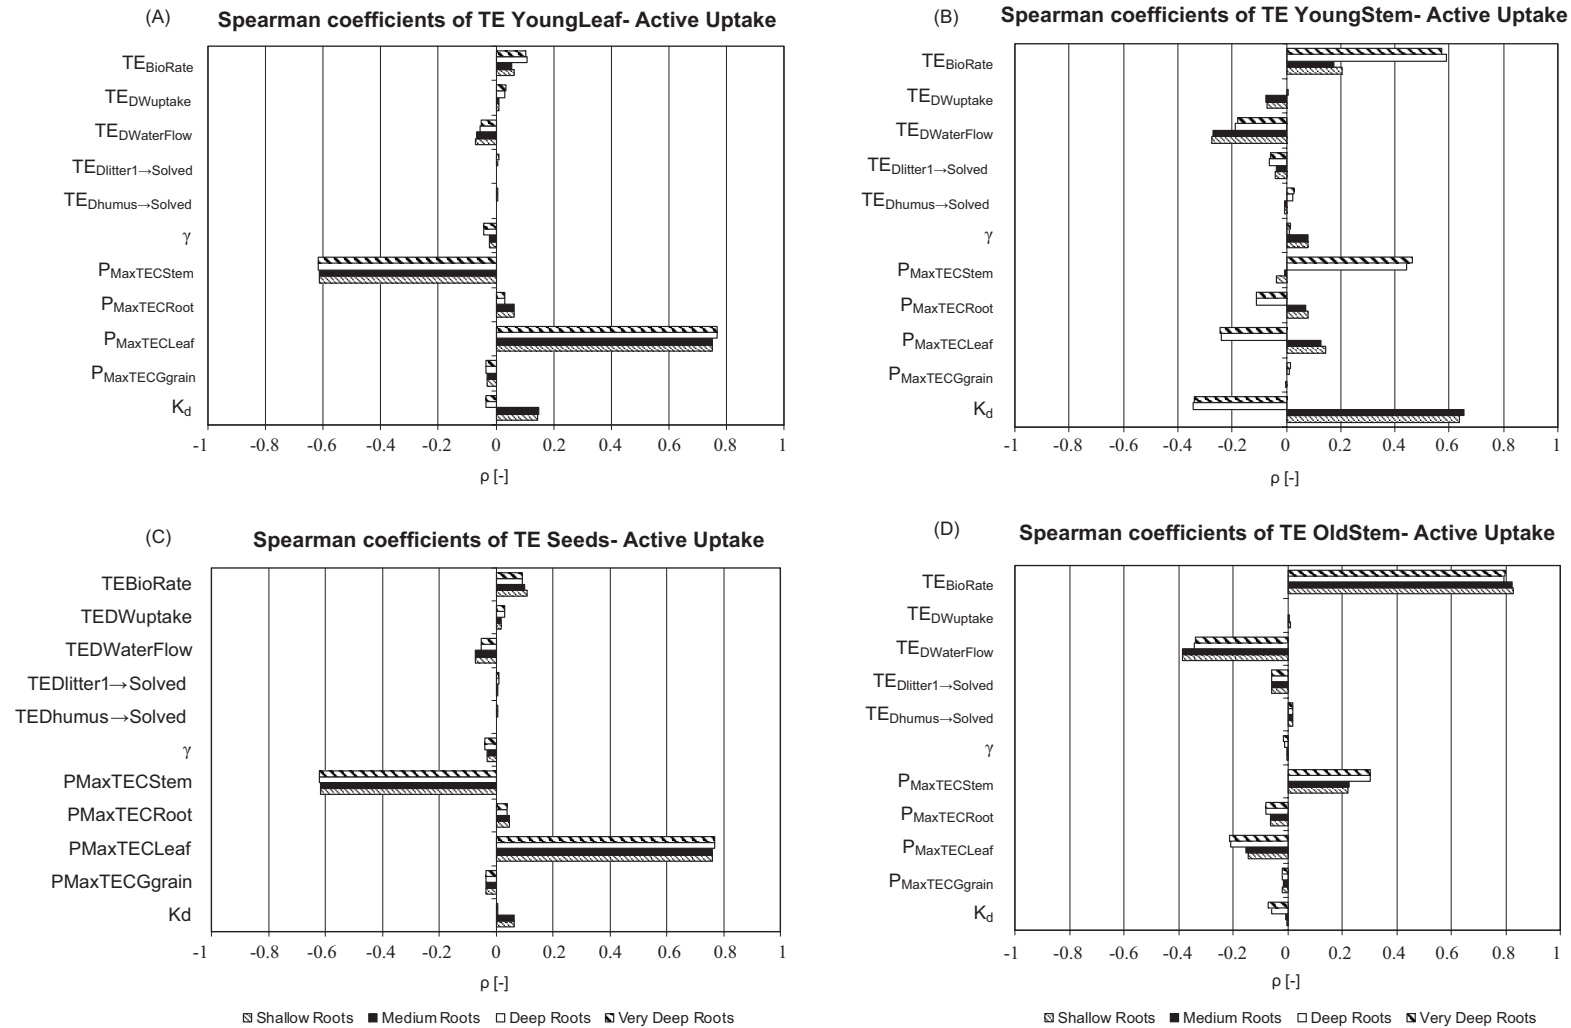 (A) Spearman coefficients of TE YoungLeaf- Active Uptake
TEBioRate
TEDWuptake
TEDWaterFlow
TEDlitter1→Solved
TEDhumus→Solved
γ
PMaxTECStem
PMaxTECRoot
PMaxTECLeaf
PMaxTECGgrain
Kd
-1 -0.8 -0.6 -0.4 -0.2 0 0.2 0.4 0.6 0.8 1
ρ [-]
(B) Spearman coefficients of TE YoungStem- Active Uptake
TEBioRate
TEDWuptake
TEDWaterFlow
TEDlitter1→Solved
TEDhumus→Solved
γ
PMaxTECStem
PMaxTECRoot
PMaxTECLeaf
PMaxTECGgrain
Kd
-1 -0.8 -0.6 -0.4 -0.2 0 0.2 0.4 0.6 0.8 1
ρ [-]
(C) Spearman coefficients of TE Seeds- Active Uptake
TEBioRate
TEDWuptake
TEDWaterFlow
TEDlitter1→Solved
TEDhumus→Solved
γ
PMaxTECStem
PMaxTECRoot
PMaxTECLeaf
PMaxTECGgrain
Kd
-1 -0.8 -0.6 -0.4 -0.2 0 0.2 0.4 0.6 0.8 1
ρ [-]
Shallow Roots Medium Roots Deep Roots Very Deep Roots
(D) Spearman coefficients of TE OldStem- Active Uptake
TEBioRate
TEDWuptake
TEDWaterFlow
TEDlitter1→Solved
TEDhumus→Solved
γ
PMaxTECStem
PMaxTECRoot
PMaxTECLeaf
PMaxTECGgrain
Kd
-1 -0.8 -0.6 -0.4 -0.2 0 0.2 0.4 0.6 0.8 1
ρ [-]
Shallow Roots Medium Roots Deep Roots Very Deep Roots